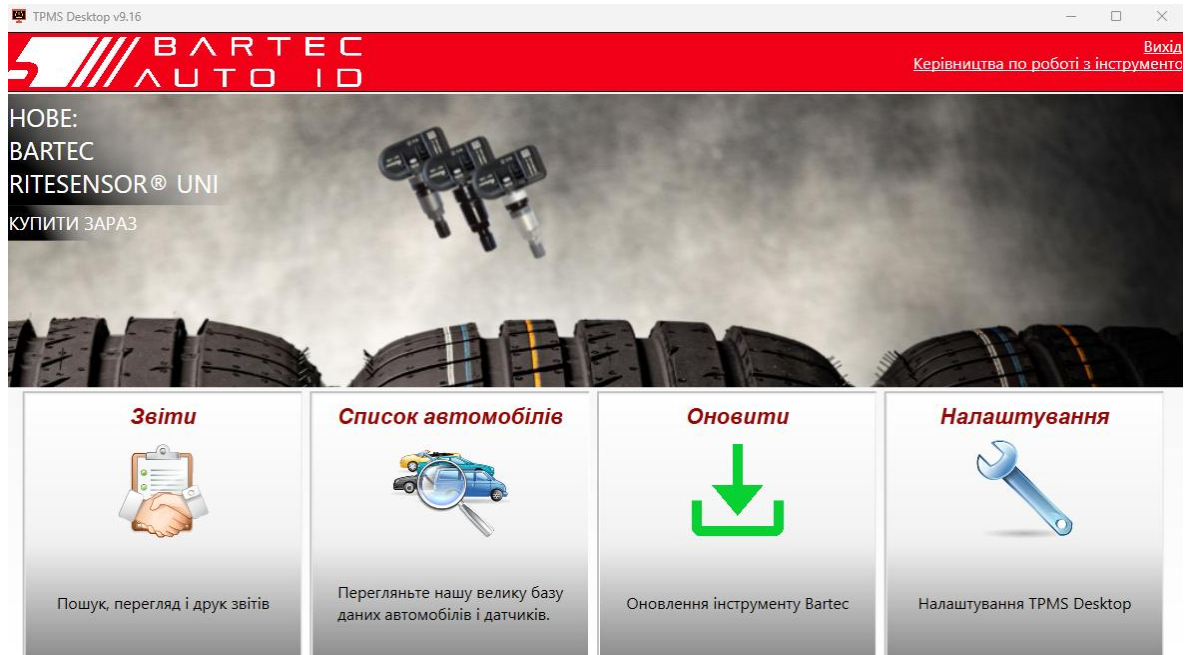 TPMS Desktop v9.16
BARTEC
AUTO ID
Вихід
Керівництва по роботі з інструменто
НОВЕ:
BARTEC
RITESENSOR® UNI
КУПИТИ ЗАРАЗ
Звіти
Список автомобілів
Оновити
Налаштування
Пошук, перегляд і друк звітів
Перегляньте нашу велику базу
даних автомобілів і датчиків.
Оновлення інструменту Bartec
Налаштування TPMS Desktop